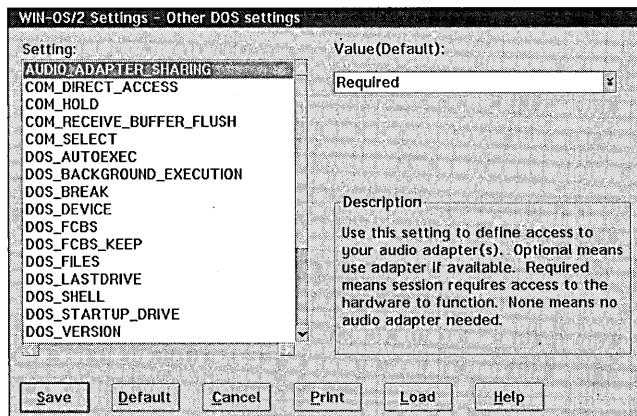 WIN-OS/2 Settings - Other DOS settings
Setting:
AUDIO_ADAPTER_SHARING
COM_DIRECT_ACCESS
COM_HOLD
COM_RECEIVE_BUFFER_FLUSH
COM_SELECT
DOS_AUTOEXEC
DOS_BACKGROUND_EXECUTION
DOS_BREAK
DOS_DEVICE
DOS_FCBS
DOS_FCBS_KEEP
DOS_FILES
DOS_LASTDRIVE
DOS_SHELL
DOS_STARTUP_DRIVE
DOS_VERSION
Value(Default):
Required
Description
Use this setting to define access to
your audio adapter(s). Optional means
use adapter if available. Required
means session requires access to the
hardware to function. None means no
audio adapter needed.
Save Default Cancel Print Load Help